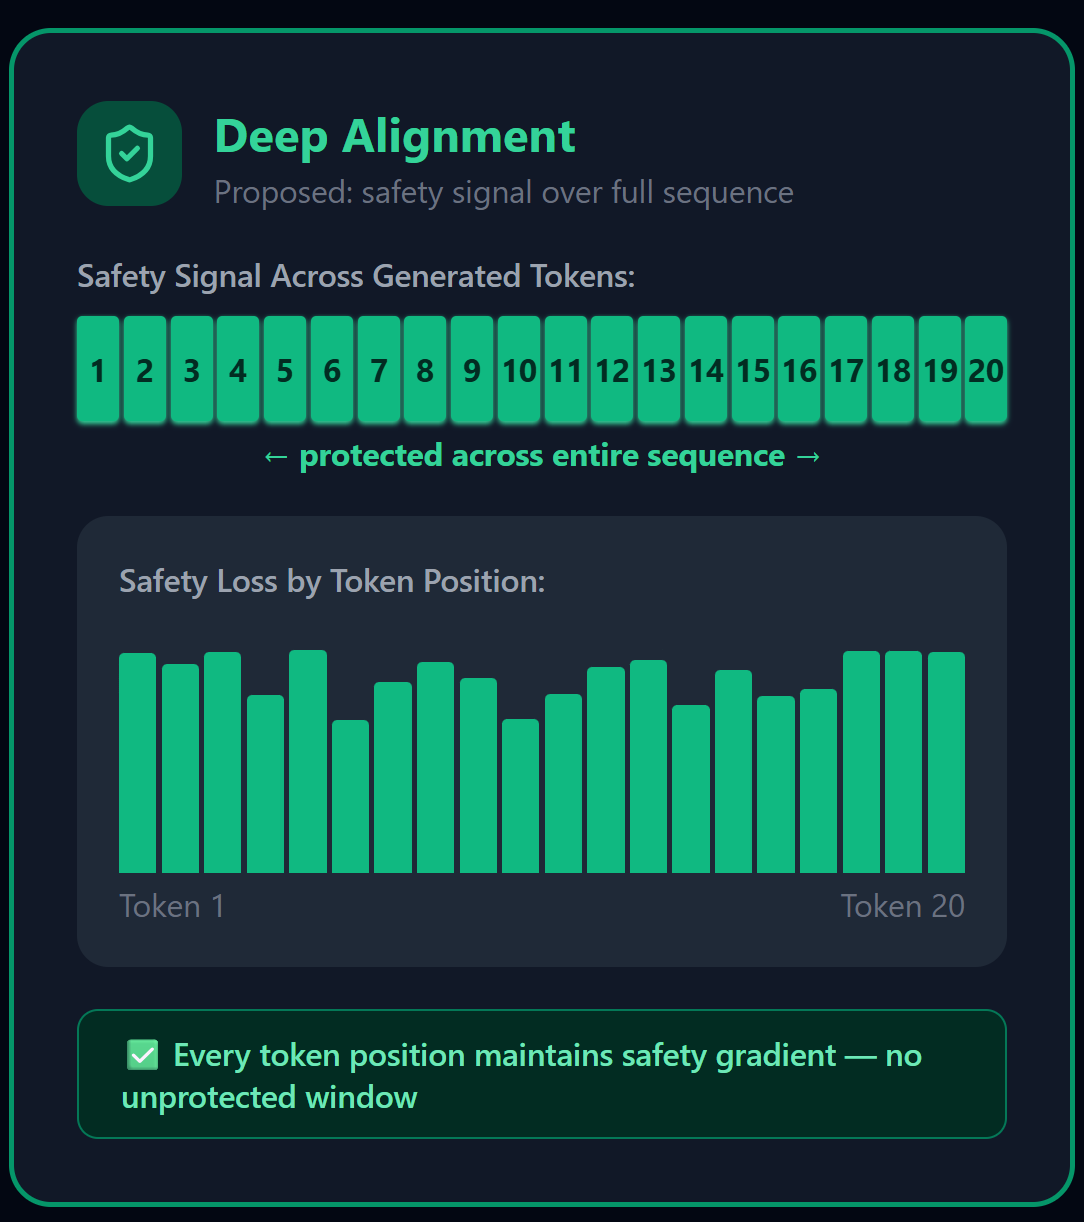 Deep Alignment
Proposed: safety signal over full sequence
Safety Signal Across Generated Tokens:
1 2 3 4 5 6 7 8 9 10 11 12 13 14 15 16 17 18 19 20
← protected across entire sequence →
Safety Loss by Token Position:
Token 1 Token 20
✅ Every token position maintains safety gradient — no
unprotected window